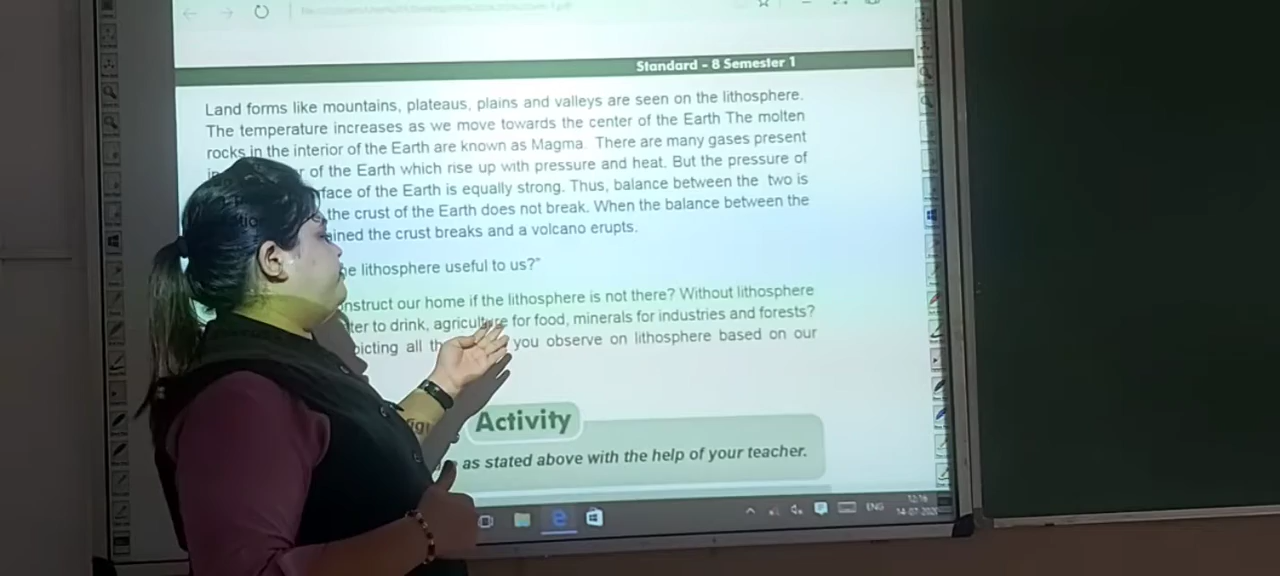 Standard - 8 Semester 1
Land forms like mountains, plateaus, plains and valleys are seen on the lithosphere.
The temperature increases as we move towards the center of the Earth The molten
rocks in the interior of the Earth are known as Magma. There are many gases present
of the Earth which rise up with pressure and heat. But the pressure of
face of the Earth is equally strong. Thus, balance between the two is
the crust of the Earth does not break. When the balance between the
ined the crust breaks and a volcano erupts.
lithosphere useful to us?"
nstruct our home if the lithosphere is not there? Without lithosphere
ter to drink, agriculture for food, minerals for industries and forests?
picting all you observe on lithosphere based on our
Activity
as stated above with the help of your teacher.
ENG
12:16